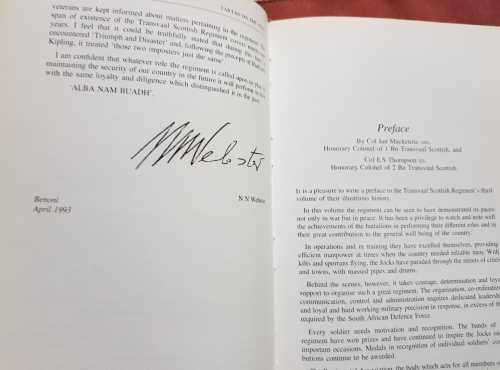 veterans are kept informed about matters pertaining to the regiment. The
span of existence of the Transvaal Scottish Regiment covers
years. I feel that it could be truthfully stated that during this
encountered 'Triumph and Disaster' and, following the precepts of
Kipling, it treated 'those two imposters just the same'
I am confident that whatever role the regiment is called upon to
maintaining the security of our country in the future it will perform
with the same loyalty and diligence which distinguished it in the past.
'ALBA NAM BUADH'.
NNWebster
Benoni
April 1993
N N Webster
Preface
By Col Ian Mackenzie
Honorary Colonel of 1 Bn Transvaal Scottish, and
Col E.S Thompson
Honorary Colonel of 2 Bn Transvaal Scottish.
It is a pleasure to write a preface to the Transvaal Scottish Regiment's third
volume of their illustrious history.
In this volume the regiment can be seen to have demonstrated its paces
not only in war but in peace. It has been a privilege to watch and note well
the achievements of the battalions in performing their different roles and in
their great contribution to the general well being of the country.
In operations and in training they have excelled themselves, providing
efficient manpower at times when the country needed reliable men. With
kilts and sporrans flying, the Jocks have paraded through the streets of cities
and towns, with massed pipes and drums.
Behind the scenes, however, it takes courage, determination and loyal
support to organise such a great regiment. The organisation, co-ordination
communication, control and administration requires dedicated leadership
and loyal and hard working military precision in response, in excess of
required by the South African Defence Force.
Every soldier needs motivation and recognition. The bands of
regiment have won prizes and have continued to inspire the Jocks
important occasions. Medals in recognition of individual soldiers'
butions continue to be awarded.
the body which acts for all members